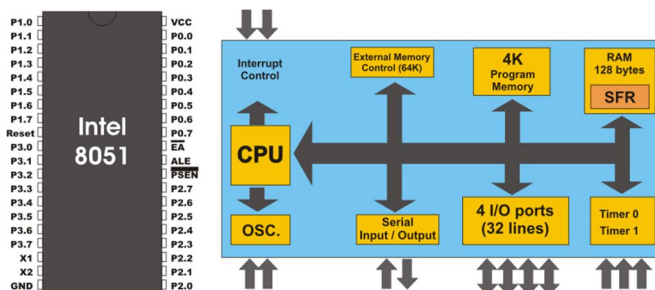 P1.0
P1.1
P1.2
P1.3
P1.4
P1.5
P1.6
P1.7
Reset
P3.0
P3.1
P3.2
P3.3
P3.4
P3.5
P3.6
P3.7
X1
X2
GND
Intel
8051
VCC
P0.0
P0.1
P0.2
P0.3
P0.4
P0.5
P0.6
P0.7
EA
ALE
PSEN
P2.7
P2.6
P2.5
P2.4
P2.3
P2.2
P2.1
P2.0
Interrupt
Control
External Memory
Control (64K)
4K
Program
Memory
RAM
128 bytes
SFR
CPU
OSC.
Serial
Input / Output
4 I/O ports
(32 lines)
Timer 0
Timer 1